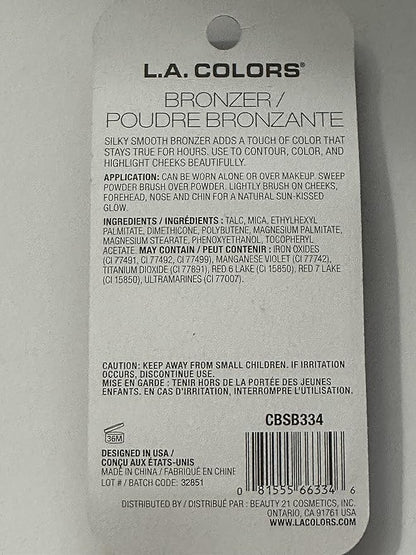 L.A. COLORS®
BRONZER /
POUDRE BRONZANTE
SILKY SMOOTH BRONZER ADDS A TOUCH OF COLOR THAT
STAYS TRUE FOR HOURS. USE TO CONTOUR, COLOR, AND
HIGHLIGHT CHEEKS BEAUTIFULLY.
APPLICATION: CAN BE WORN ALONE OR OVER MAKEUP. SWEEP
POWDER BRUSH OVER POWDER. LIGHTLY BRUSH ON CHEEKS,
FOREHEAD, NOSE AND CHIN FOR A NATURAL SUN-KISSED
GLOW.
INGREDIENTS / INGRÉDIENTS : TALC, MICA, ETHYLHEXYL
PALMITATE, DIMETHICONE, POLYBUTENE, MAGNESIUM PALMITATE,
MAGNESIUM STEARATE, PHENOXYETHANOL, TOCOPHERYL
ACETATE. MAY CONTAIN / PEUT CONTENIR : IRON OXIDES
(CI 77491, CI 77492, CI 77499), MANGANESE VIOLET (CI 77742),
TITANIUM DIOXIDE (CI 77891), RED 6 LAKE (CI 15850), RED 7 LAKE
(CI 15850), ULTRAMARINES (CI 77007).
CAUTION: KEEP AWAY FROM SMALL CHILDREN. IF IRRITATION
OCCURS, DISCONTINUE USE.
MISE EN GARDE : TENIR HORS DE LA PORTÉE DES JEUNES
ENFANTS. EN CAS D'IRRITATION, INTERROMPRE L'UTILISATION.
CBSB334
36M
DESIGNED IN USA /
CONÇU AUX ÉTATS-UNIS
MADE IN CHINA / FABRIQUÉ EN CHINE
LOT # / BATCH CODE: 32851
0 81555 66334 6
DISTRIBUTED BY / DISTRIBUÉ PAR : BEAUTY 21 COSMETICS, INC.
ONTARIO, CA 91761 USA
WWW.LACOLORS.COM